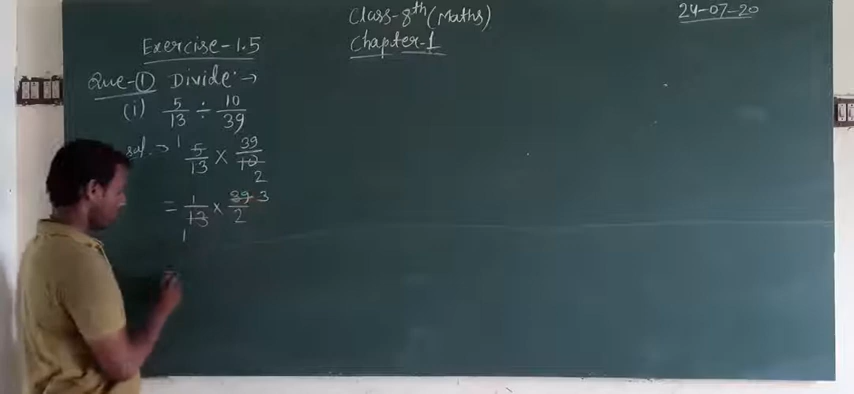 Class-8th (Maths)
24-07-20
Chapter-1
Exercise-1.5
Que-① Divide:→
(i) 5/13 ÷ 10/39
sol.→ 1 5/13 × 39/10 2
= 1/13 × 39/2 3
1
=